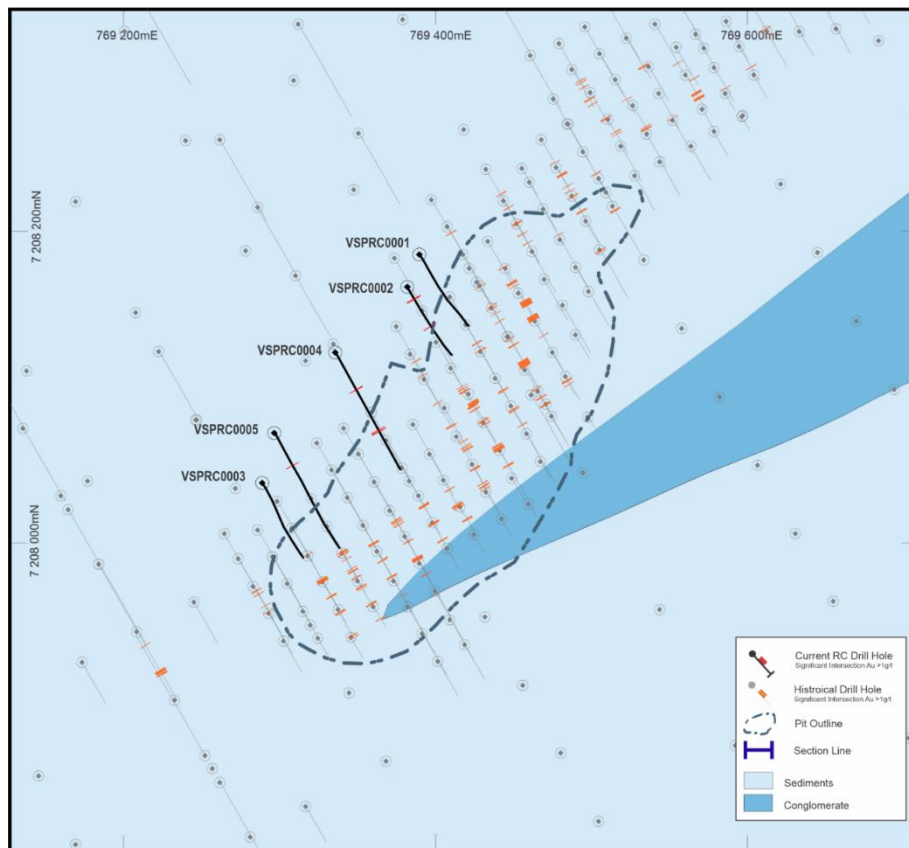 769 200mE
769 400mE
769 600mE
7 208 200mN
7 208 000mN
VSPRC0001
VSPRC0002
VSPRC0004
VSPRC0005
VSPRC0003
Current RC Drill Hole
Significant Intersection Au >1g/t
Histroical Drill Hole
Significant Intersection Au >1g/t
Pit Outline
Section Line
Sediments
Conglomerate